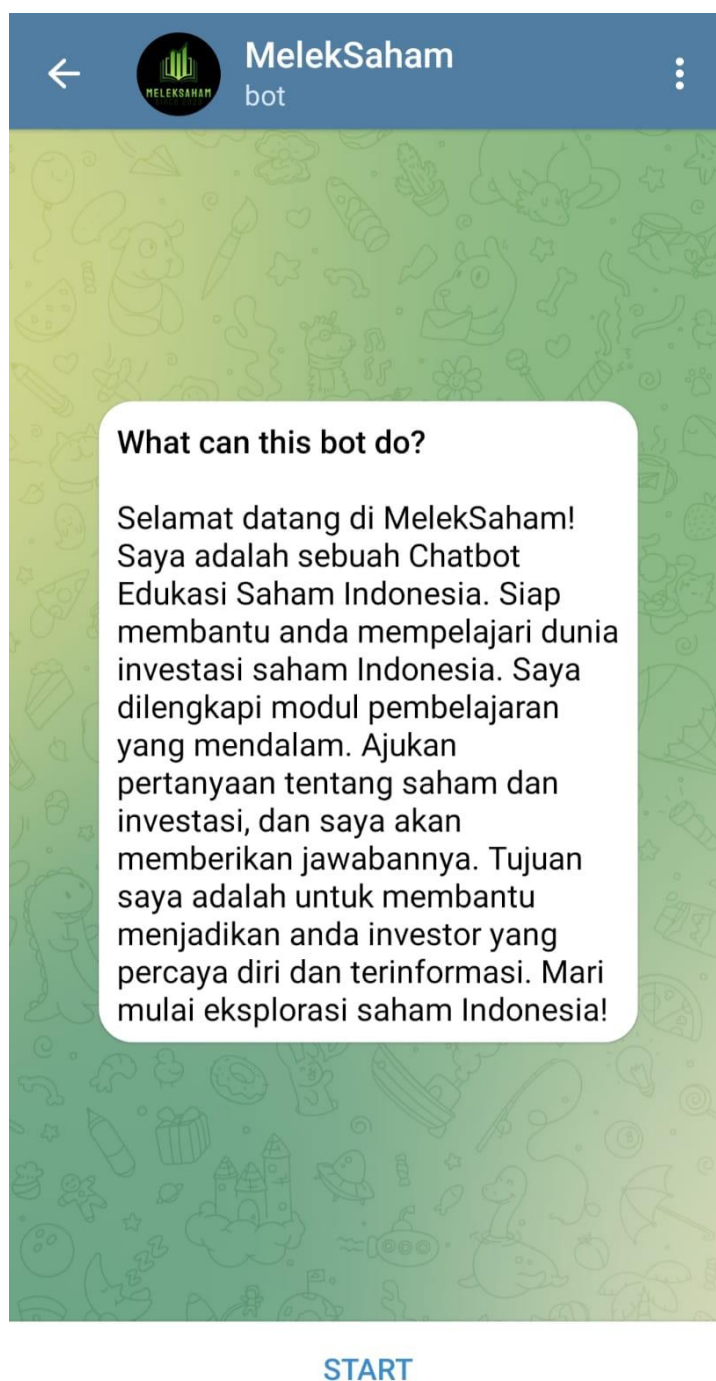 MelekSaham
bot
MELEKSAHAM
What can this bot do?
Selamat datang di MelekSaham!
Saya adalah sebuah Chatbot
Edukasi Saham Indonesia. Siap
membantu anda mempelajari dunia
investasi saham Indonesia. Saya
dilengkapi modul pembelajaran
yang mendalam. Ajukan
pertanyaan tentang saham dan
investasi, dan saya akan
memberikan jawabannya. Tujuan
saya adalah untuk membantu
menjadikan anda investor yang
percaya diri dan terinformasi. Mari
mulai eksplorasi saham Indonesia!
START